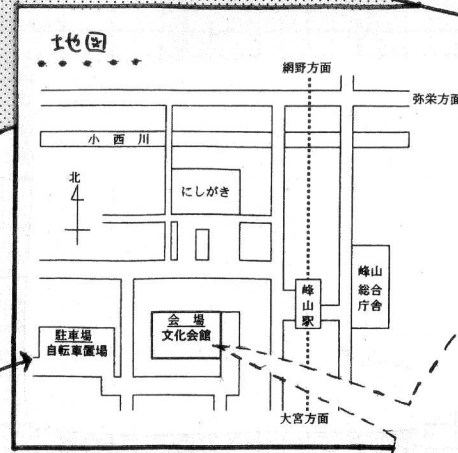 地図
網野方面
弥栄方面
小西川
北
にしがき
峰山
総合
庁舎
峰山駅
会場
文化会館
駐車場
自転車置場
大宮方面